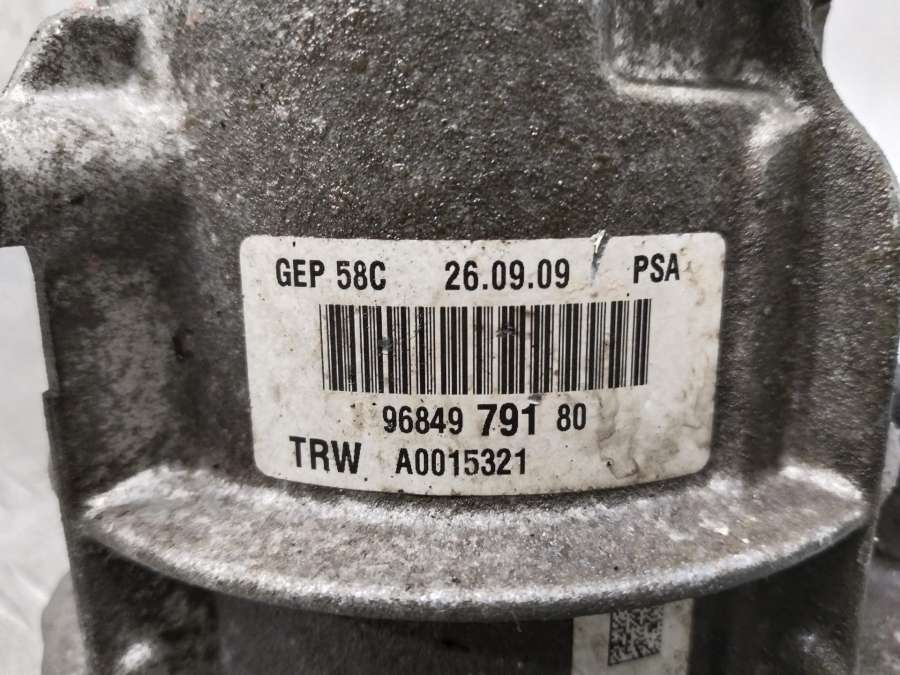 GEP 58C 26.09.09 PSA
96849 791 80
TRW A0015321